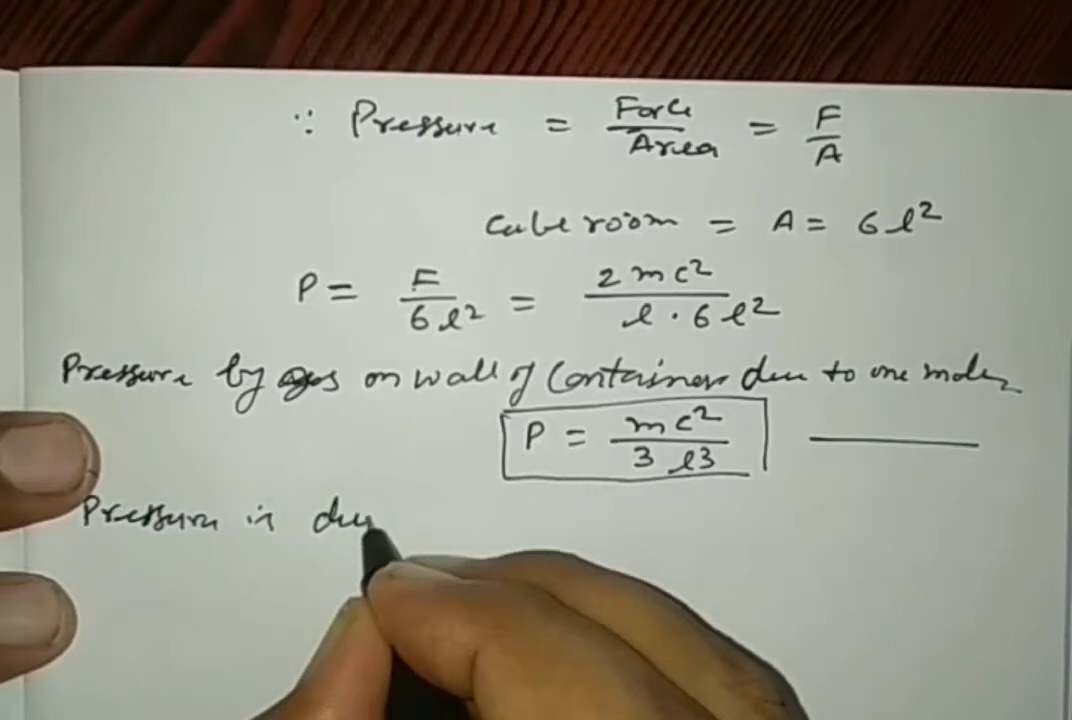 ∵ Pressure = Force/Area = F/A
Cube room = A = 6l²
P = F/6l² = 2mc²/l·6l²
Pressure by gas on wall of Container due to one
P = mc²/3l³
Pressure is du